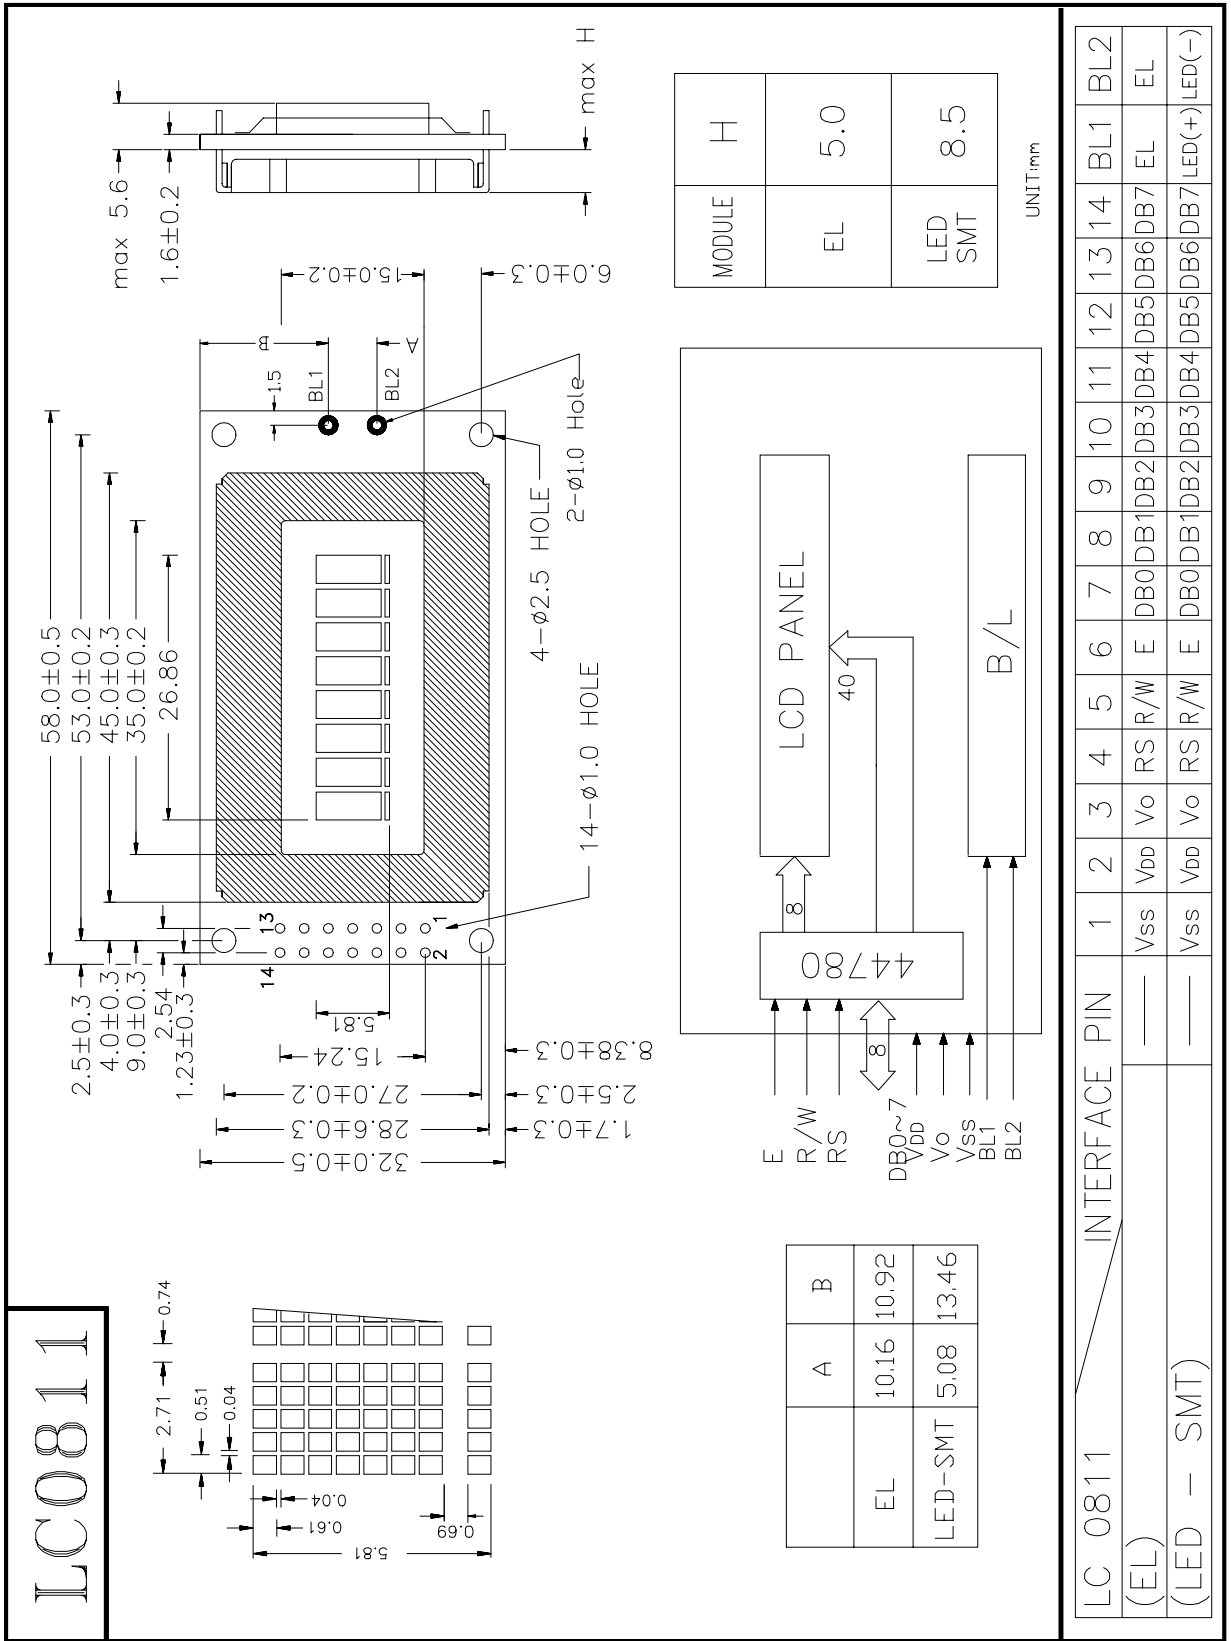 LC0811
58.0±0.5
53.0±0.2
45.0±0.3
35.0±0.2
26.86
2.5±0.3
4.0±0.3
9.0±0.3
2.54
1.23±0.3
14
13
2
1
5.81
15.24
27.0±0.2
28.6±0.3
32.0±0.5
8.38±0.3
2.5±0.3
1.7±0.3
14-ø1.0 HOLE
4-ø2.5 HOLE
2-ø1.0 Hole
1.5
BL1
BL2
B
A
15.0±0.2
6.0±0.3
max 5.6
1.6±0.2
max H
2.71
0.74
0.51
0.04
0.04
0.61
0.69
5.81
A B
EL 10.16 10.92
LED-SMT 5.08 13.46
E
R/W
RS
DB0~7
VDD
Vo
VSS
BL1
BL2
44780
8
8
40
LCD PANEL
B/L
MODULE H
EL 5.0
LED SMT 8.5
UNIT:mm
LC 0811 INTERFACE PIN 1 2 3 4 5 6 7 8 9 10 11 12 13 14 BL1 BL2
(EL) — Vss VDD Vo RS R/W E DB0 DB1 DB2 DB3 DB4 DB5 DB6 DB7 EL EL
(LED - SMT) — Vss VDD Vo RS R/W E DB0 DB1 DB2 DB3 DB4 DB5 DB6 DB7 LED(+) LED(-)